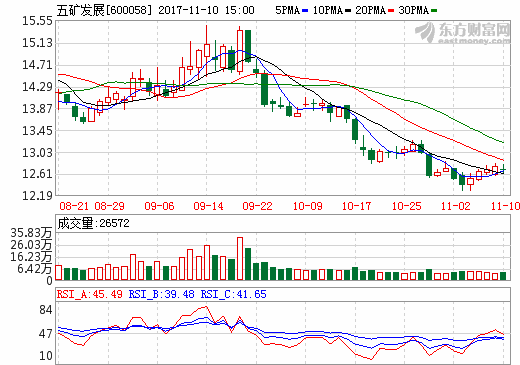 五矿发展[600058] 2017-11-10 15:00 5PMA 10PMA 20PMA 30PMA
东方财富网
eastmoney.com
15.55
15.13
14.71
14.29
13.87
13.45
13.03
12.61
12.19
08-21 08-29 09-06 09-14 09-22 10-09 10-17 10-25 11-02 11-10
成交量:26572
35.83万
26.03万
16.23万
6.42万
0
RSI_A:45.49 RSI_B:39.48 RSI_C:41.65
84
47
10